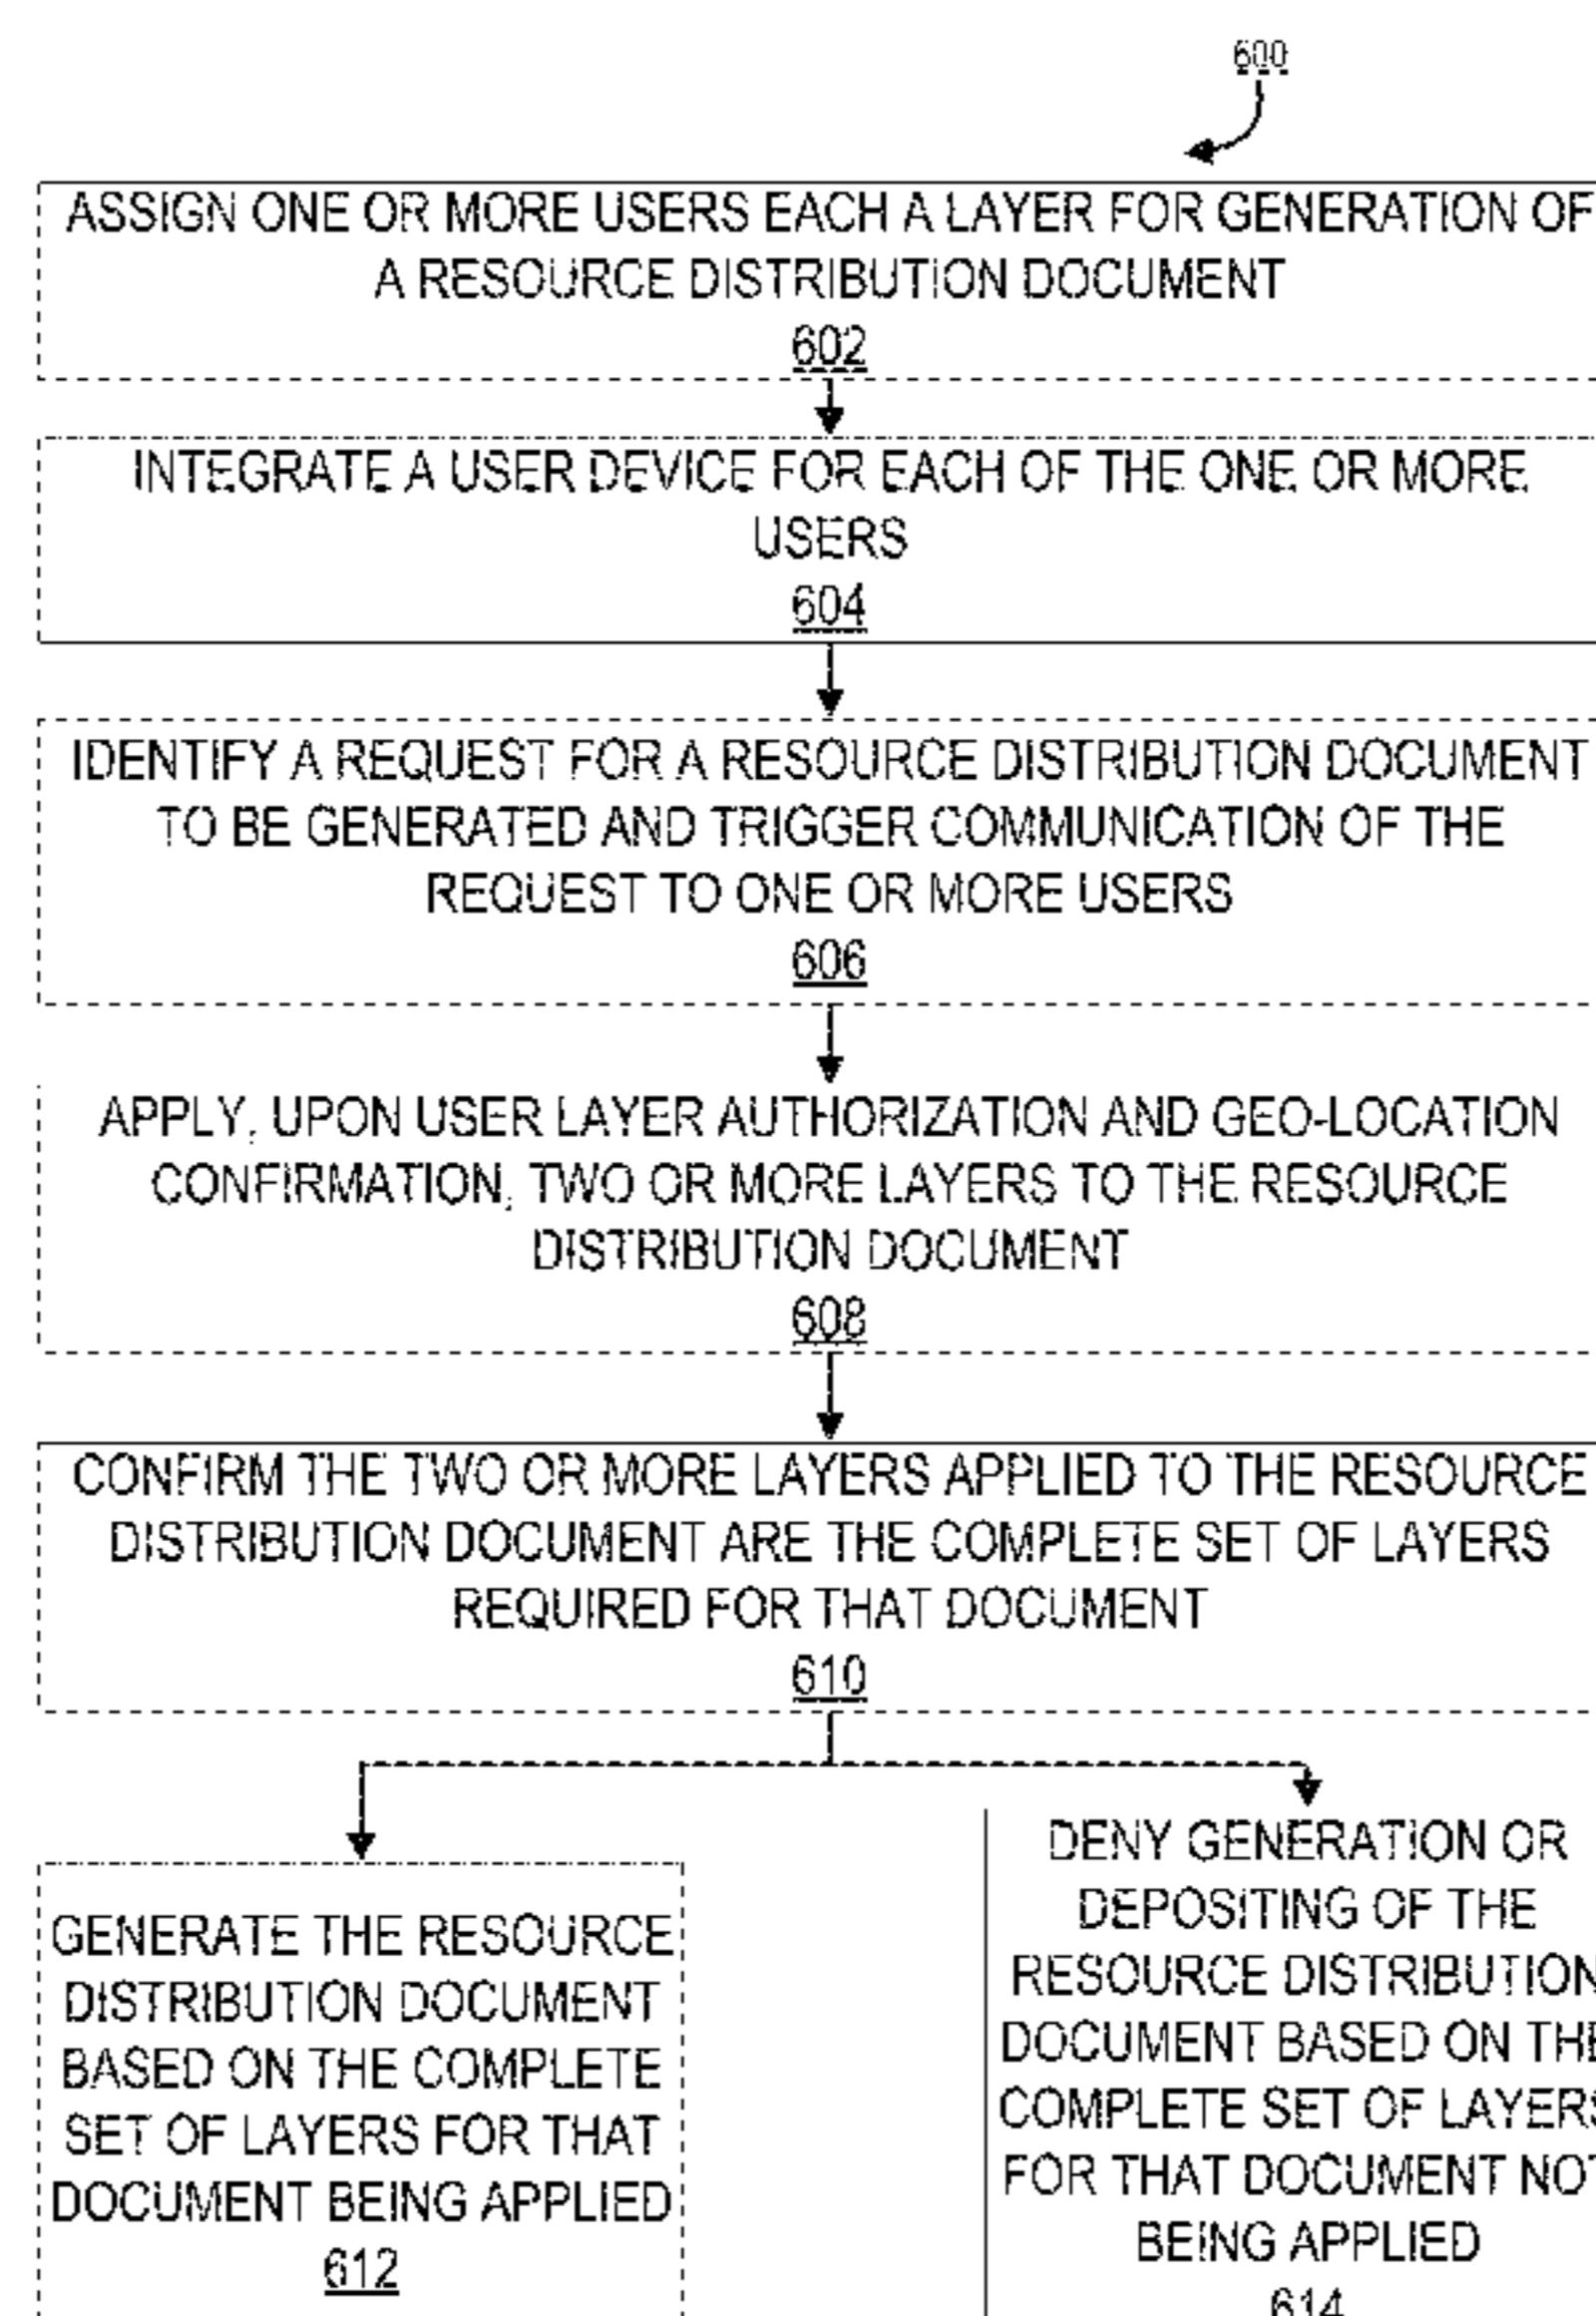 600
ASSIGN ONE OR MORE USERS EACH A LAYER FOR GENERATION OF
A RESOURCE DISTRIBUTION DOCUMENT
602
INTEGRATE A USER DEVICE FOR EACH OF THE ONE OR MORE
USERS
604
IDENTIFY A REQUEST FOR A RESOURCE DISTRIBUTION DOCUMENT
TO BE GENERATED AND TRIGGER COMMUNICATION OF THE
REQUEST TO ONE OR MORE USERS
606
APPLY, UPON USER LAYER AUTHORIZATION AND GEO-LOCATION
CONFIRMATION, TWO OR MORE LAYERS TO THE RESOURCE
DISTRIBUTION DOCUMENT
608
CONFIRM THE TWO OR MORE LAYERS APPLIED TO THE RESOURCE
DISTRIBUTION DOCUMENT ARE THE COMPLETE SET OF LAYERS
REQUIRED FOR THAT DOCUMENT
610
GENERATE THE RESOURCE
DISTRIBUTION DOCUMENT
BASED ON THE COMPLETE
SET OF LAYERS FOR THAT
DOCUMENT BEING APPLIED
612
DENY GENERATION OR
DEPOSITING OF THE
RESOURCE DISTRIBUTION
DOCUMENT BASED ON THE
COMPLETE SET OF LAYERS
FOR THAT DOCUMENT NOT
BEING APPLIED
614